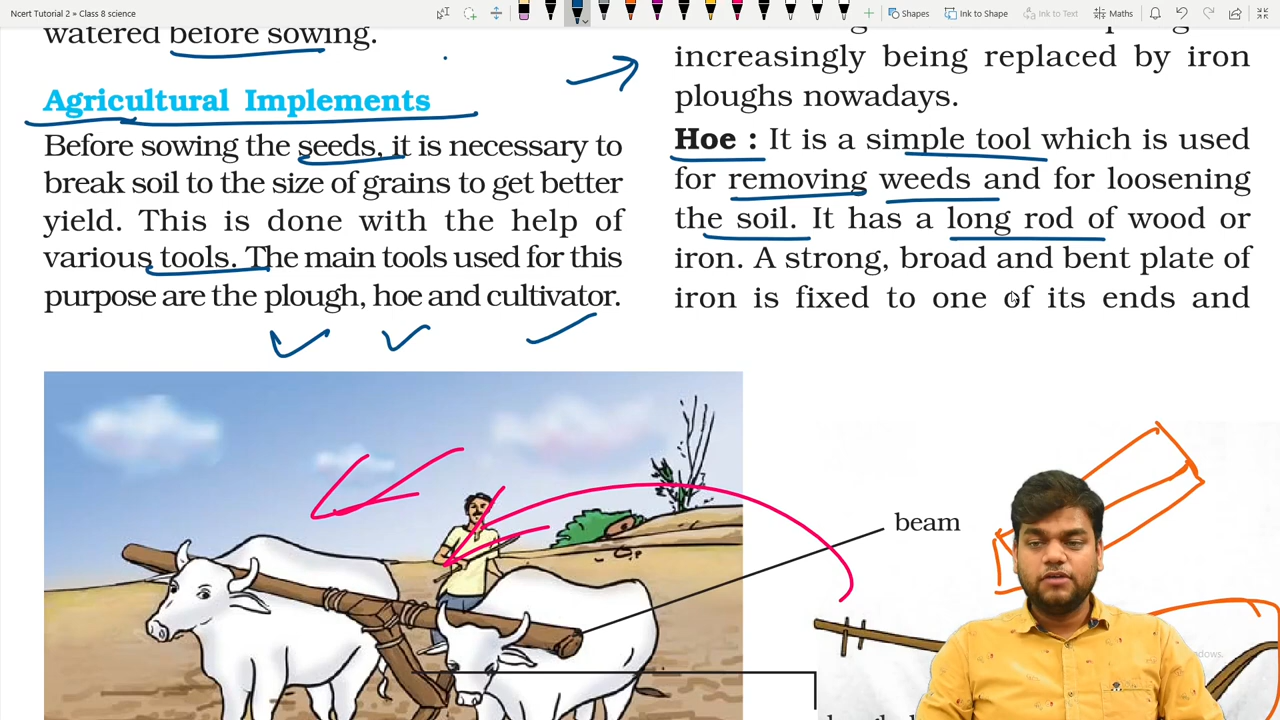 Ncert Tutorial 2 » Class 8 science
Shapes
Ink to Shape
Ink to Text
Maths
watered before sowing.
Agricultural Implements
Before sowing the seeds, it is necessary to
break soil to the size of grains to get better
yield. This is done with the help of
various tools. The main tools used for this
purpose are the plough, hoe and cultivator.
increasingly being replaced by iron
ploughs nowadays.
Hoe : It is a simple tool which is used
for removing weeds and for loosening
the soil. It has a long rod of wood or
iron. A strong, broad and bent plate of
iron is fixed to one of its ends and
beam